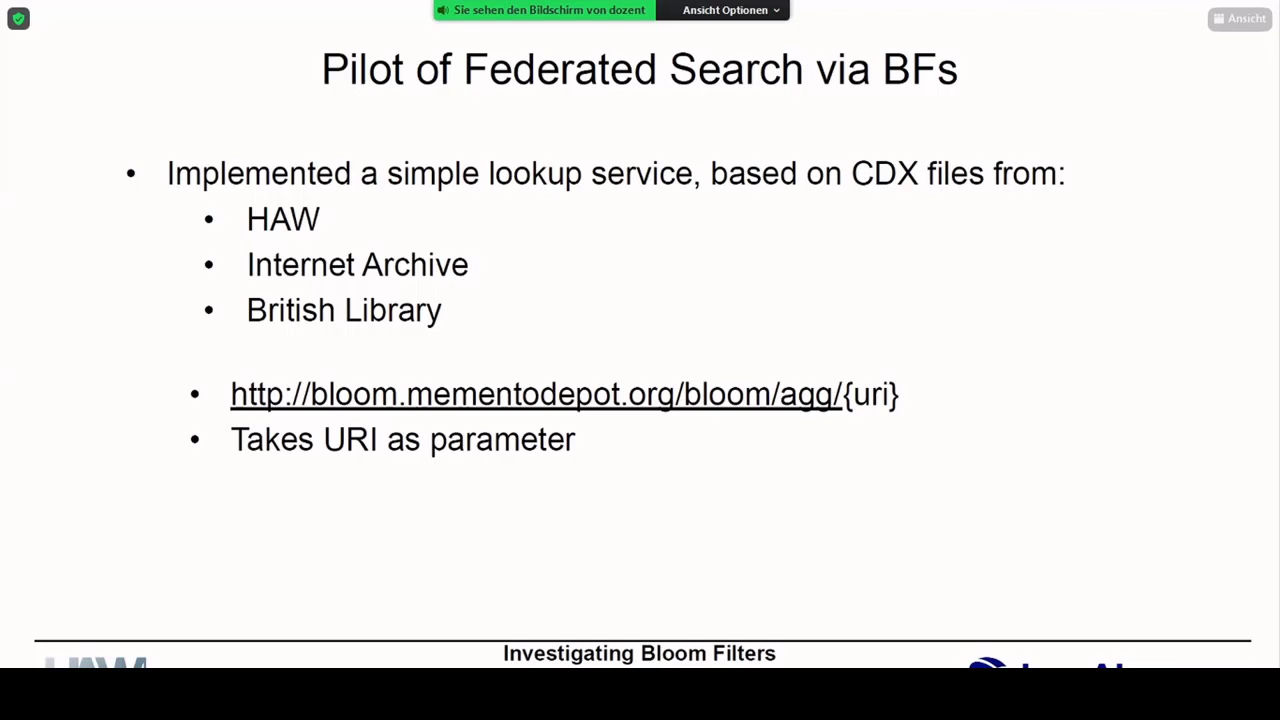 Sie sehen den Bildschirm von dozent
Ansicht Optionen
Ansicht
Pilot of Federated Search via BFs
• Implemented a simple lookup service, based on CDX files from:
• HAW
• Internet Archive
• British Library
• http://bloom.mementodepot.org/bloom/agg/{uri}
• Takes URI as parameter
Investigating Bloom Filters